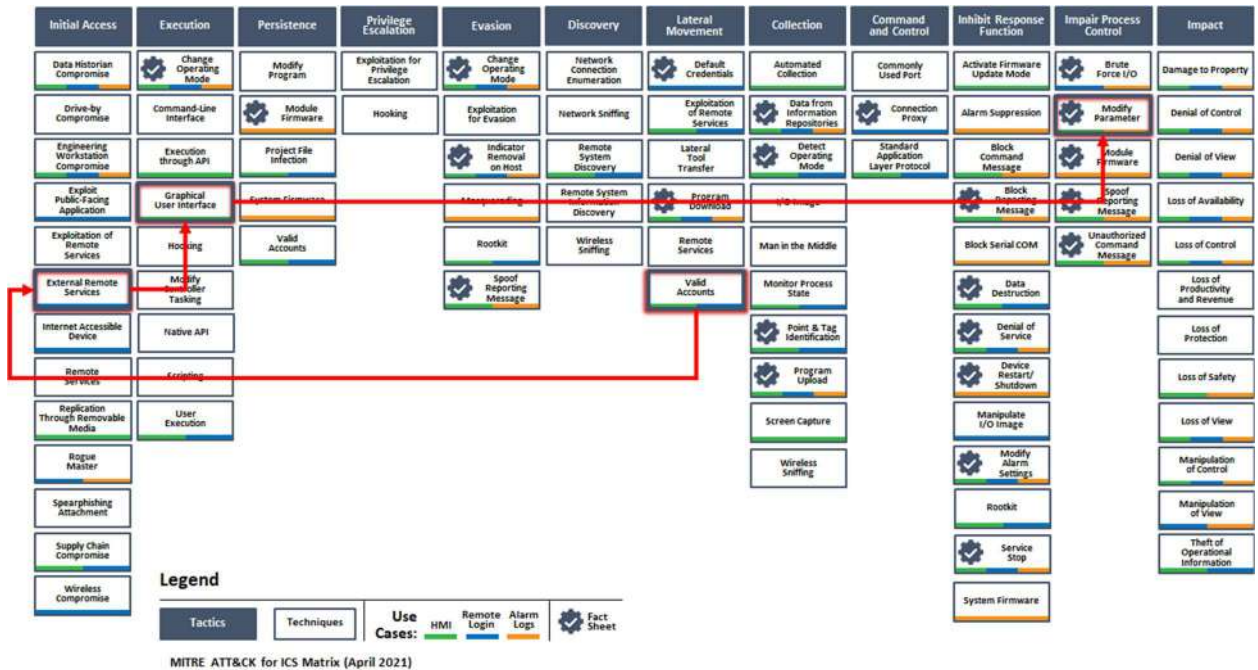 Initial Access
Execution
Persistence
Privilege
Escalation
Evasion
Discovery
Lateral
Movement
Collection
Command
and Control
Inhibit Response
Function
Impair Process
Control
Impact
Data Historian
Compromise
Drive-by
Compromise
Engineering
Workstation
Compromise
Exploit
Public-Facing
Application
Exploitation of
Remote
Services
External Remote
Services
Internet Accessible
Device
Remote
Services
Replication
Through Removable
Media
Rogue
Master
Spearphishing
Attachment
Supply Chain
Compromise
Wireless
Compromise
Change
Operating
Mode
Command-Line
Interface
Execution
through API
Graphical
User Interface
Hooking
Modify
Controller
Tasking
Native API
Scripting
User
Execution
Modify
Program
Module
Firmware
Project File
Infection
System Firmware
Valid
Accounts
Exploitation for
Privilege
Escalation
Hooking
Change
Operating
Mode
Exploitation
for Evasion
Indicator
Removal
on Host
Masquerading
Rootkit
Spoof
Reporting
Message
Network
Connection
Enumeration
Network Sniffing
Remote
System
Discovery
Remote System
Information
Discovery
Wireless
Sniffing
Default
Credentials
Exploitation
of Remote
Services
Lateral
Tool
Transfer
Program
Download
Remote
Services
Valid
Accounts
Automated
Collection
Data from
Information
Repositories
Detect
Operating
Mode
I/O Image
Man in the Middle
Monitor Process
State
Point & Tag
Identification
Program
Upload
Screen Capture
Wireless
Sniffing
Commonly
Used Port
Connection
Proxy
Standard
Application
Layer Protocol
Activate Firmware
Update Mode
Alarm Suppression
Block
Command
Message
Block
Reporting
Message
Block Serial COM
Data
Destruction
Denial of
Service
Device
Restart/
Shutdown
Manipulate
I/O Image
Modify
Alarm
Settings
Rootkit
Service
Stop
System Firmware
Brute
Force I/O
Modify
Parameter
Module
Firmware
Spoof
Reporting
Message
Unauthorized
Command
Message
Damage to Property
Denial of Control
Denial of View
Loss of Availability
Loss of Control
Loss of
Productivity
and Revenue
Loss of
Protection
Loss of Safety
Loss of View
Manipulation
of Control
Manipulation
of View
Theft of
Operational
Information
Legend
Tactics
Techniques
Use
Cases:
HMI
Remote
Login
Alarm
Logs
Fact
Sheet
MITRE ATT&CK for ICS Matrix (April 2021)